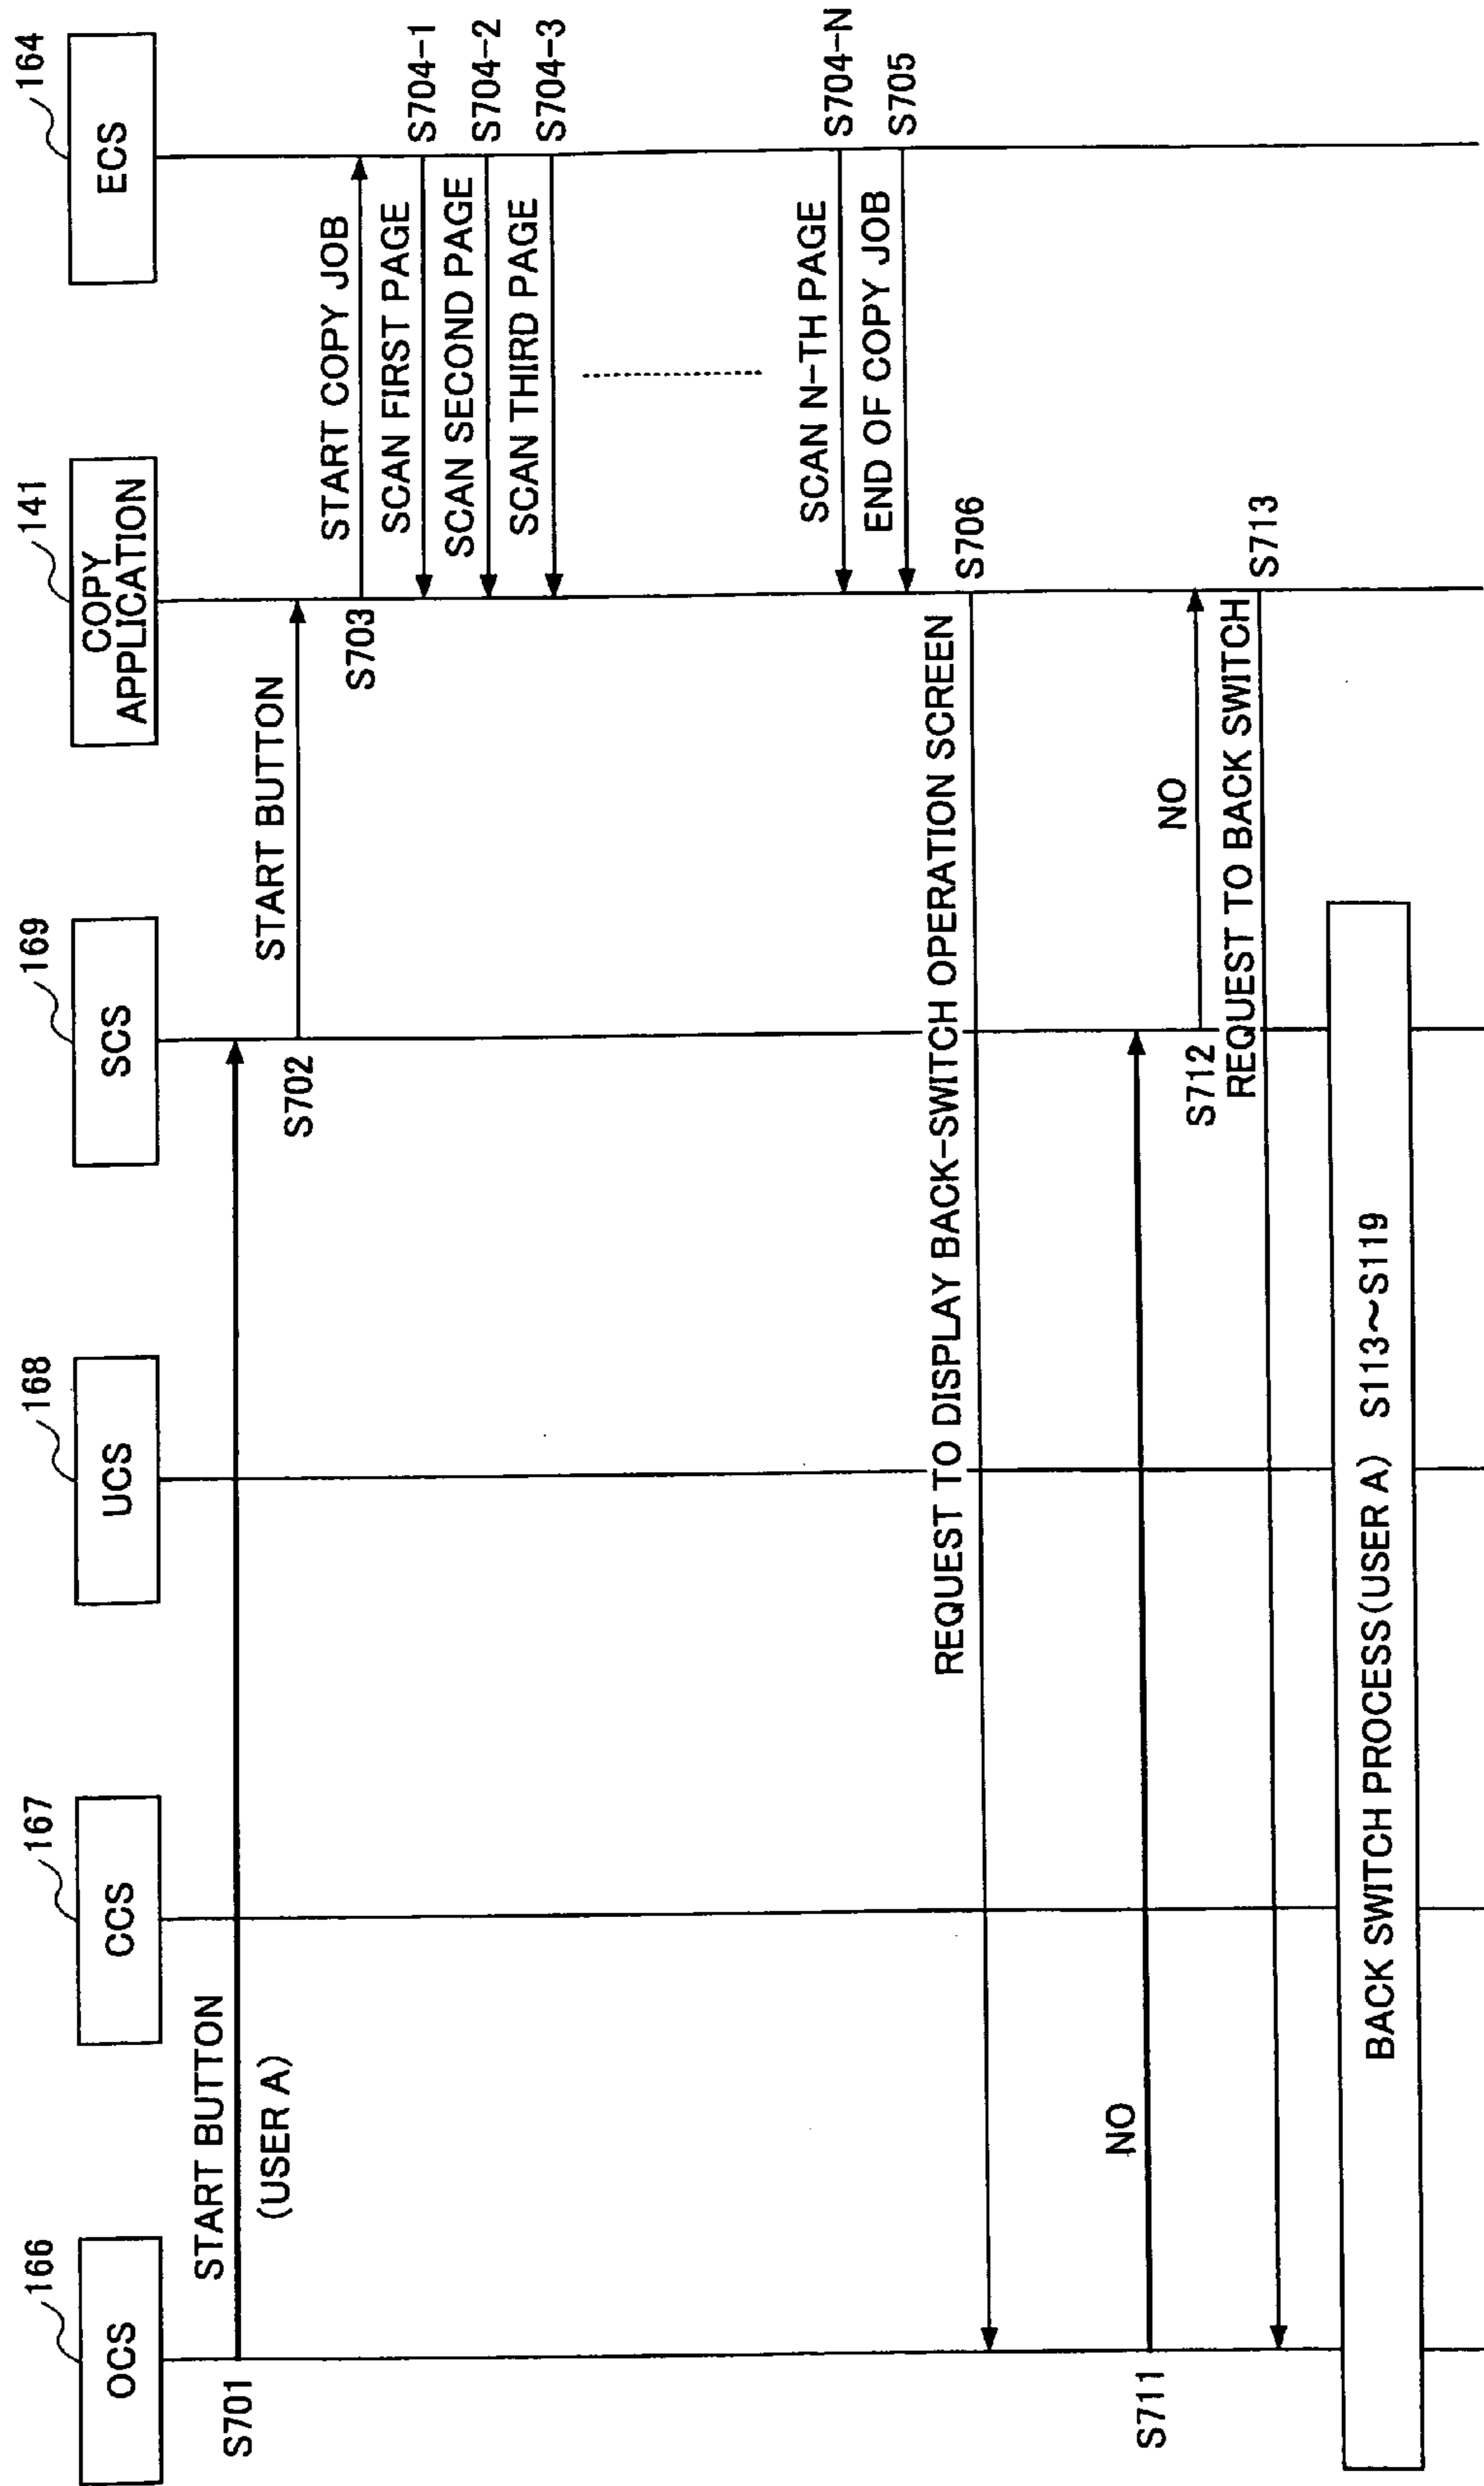 166
OCS
167
CCS
168
UCS
169
SCS
141
COPY
APPLICATION
164
ECS
S701
START BUTTON
(USER A)
S702
START BUTTON
S703
START COPY JOB
SCAN FIRST PAGE
S704-1
SCAN SECOND PAGE
S704-2
SCAN THIRD PAGE
S704-3
SCAN N-TH PAGE
S704-N
END OF COPY JOB
S705
REQUEST TO DISPLAY BACK-SWITCH OPERATION SCREEN
S706
S711
NO
S712
NO
REQUEST TO BACK SWITCH
S713
BACK SWITCH PROCESS(USER A) S113~S119